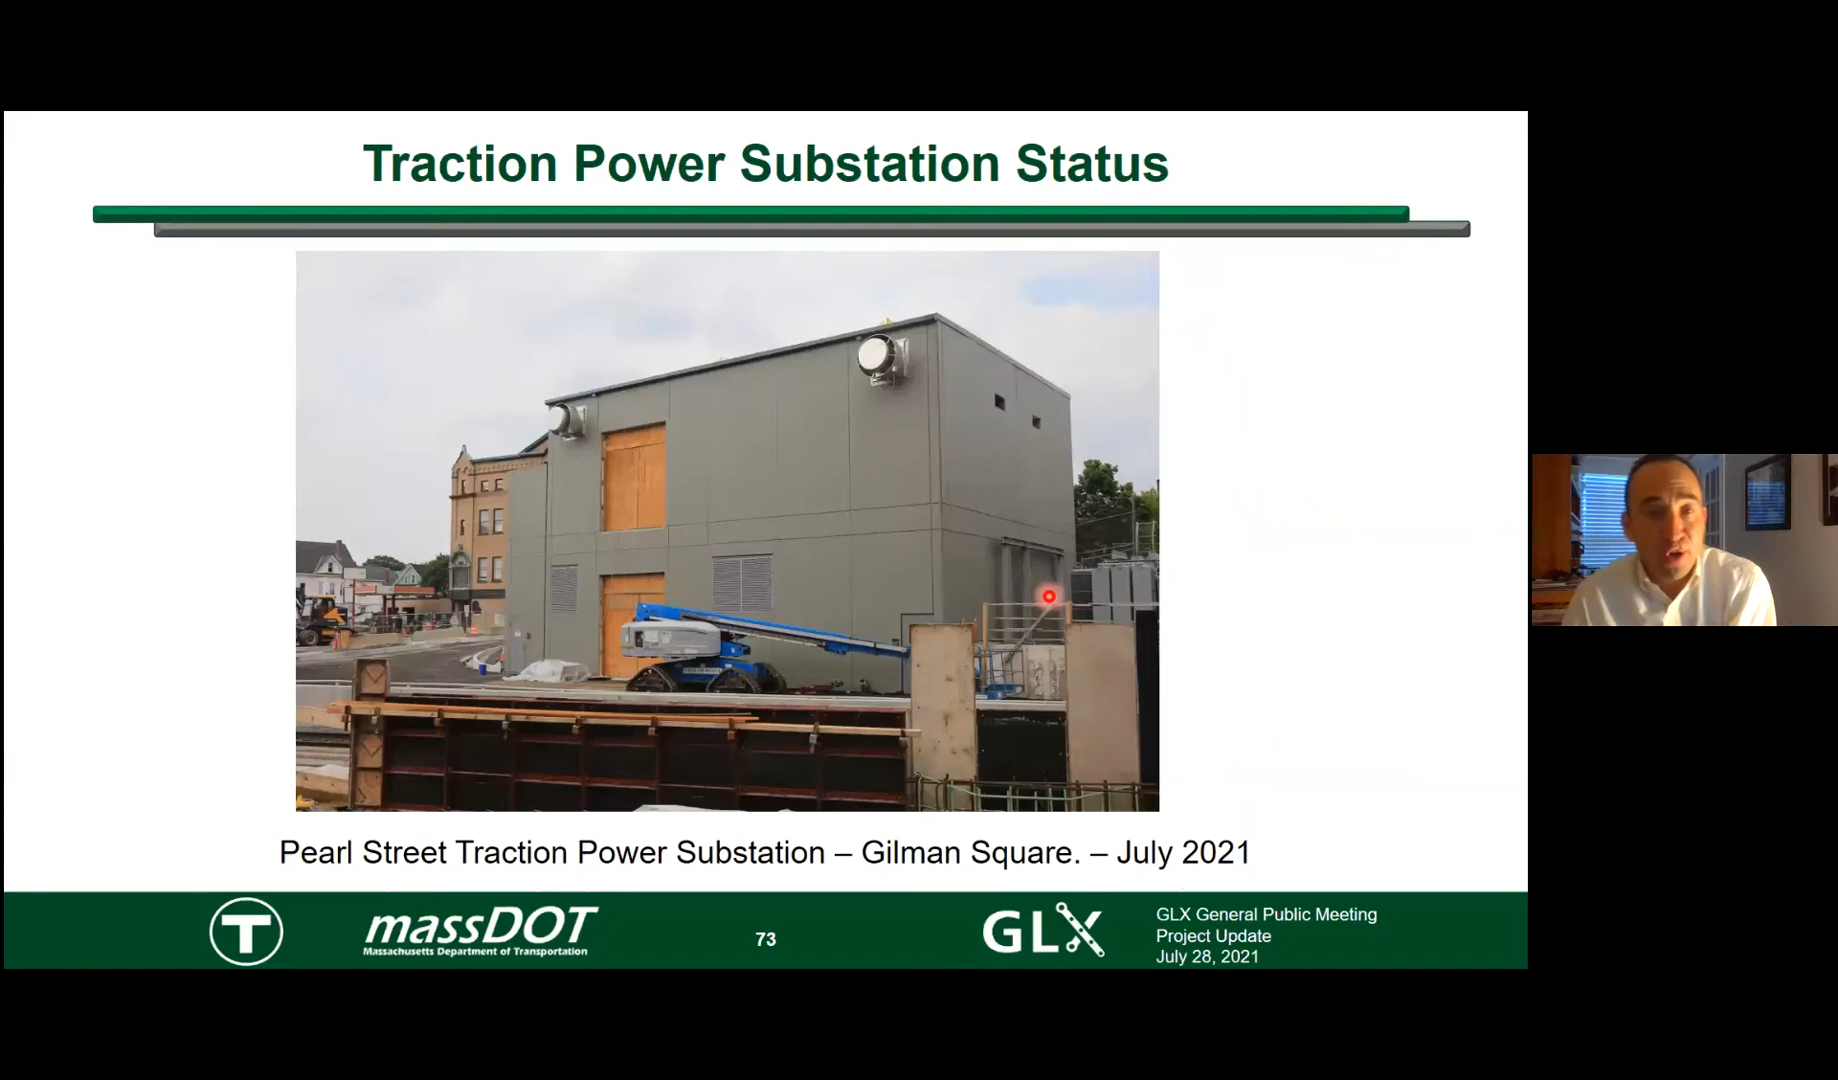 Traction Power Substation Status
Pearl Street Traction Power Substation – Gilman Square. – July 2021
T
massDOT
Massachusetts Department of Transportation
73
GLX
GLX General Public Meeting
Project Update
July 28, 2021